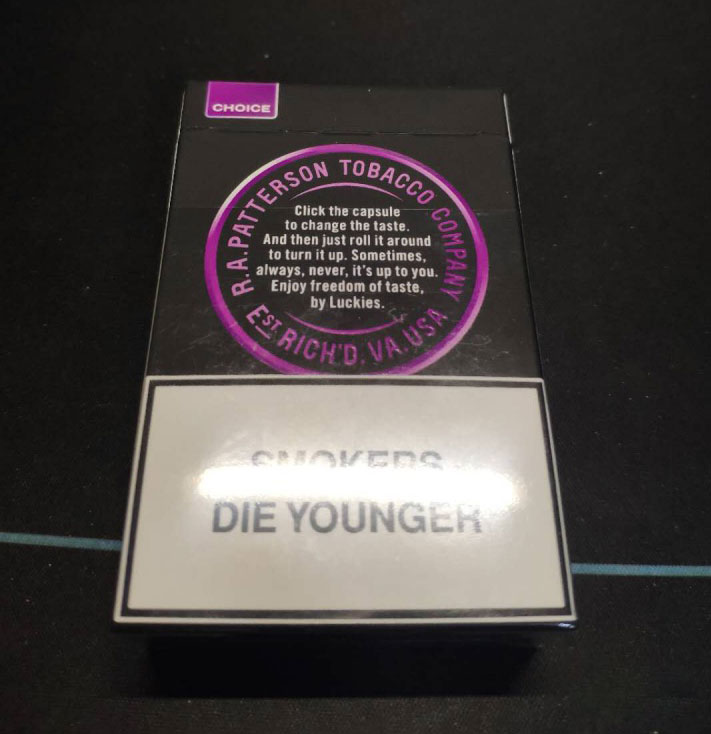 CHOICE
R.A.PATTERSON TOBACCO COMPANY
Click the capsule
to change the taste.
And then just roll it around
to turn it up. Sometimes,
always, never, it's up to you.
Enjoy freedom of taste,
by Luckies.
EST. RICH'D. VA. USA
SMOKERS
DIE YOUNGER